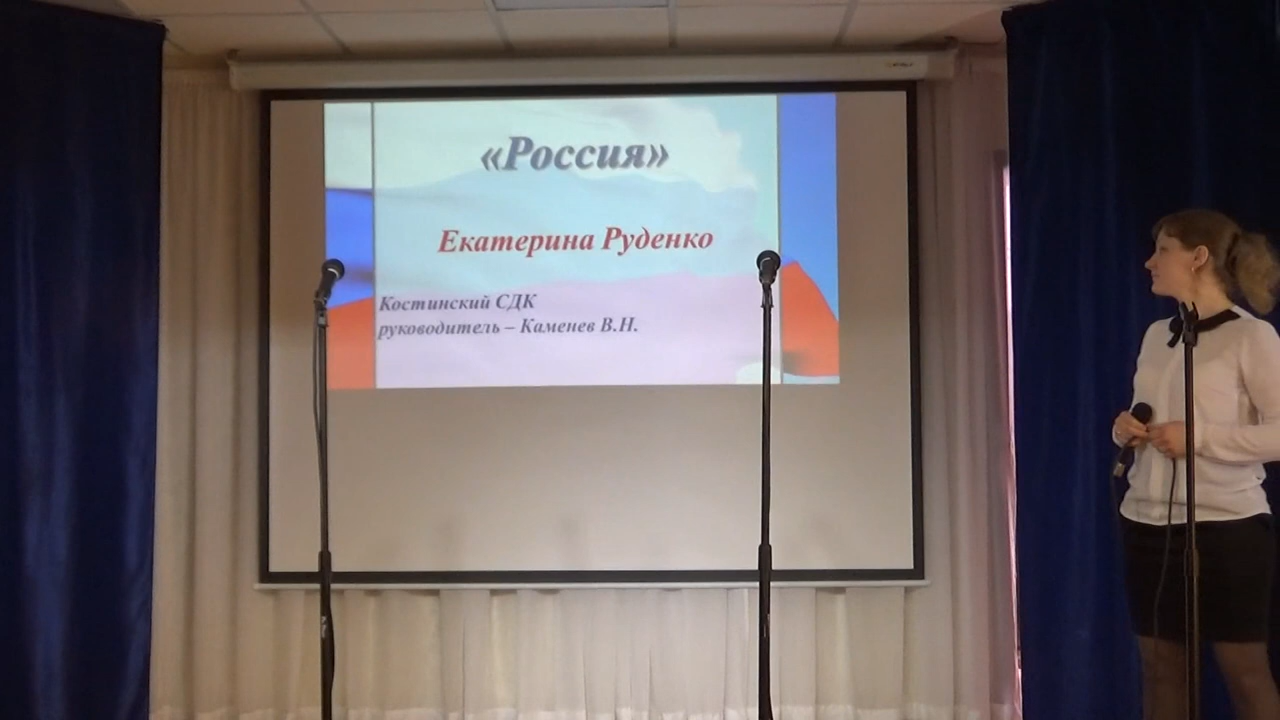 «Россия»
Екатерина Руденко
Костинский СДК
руководитель – Каменев В.Н.